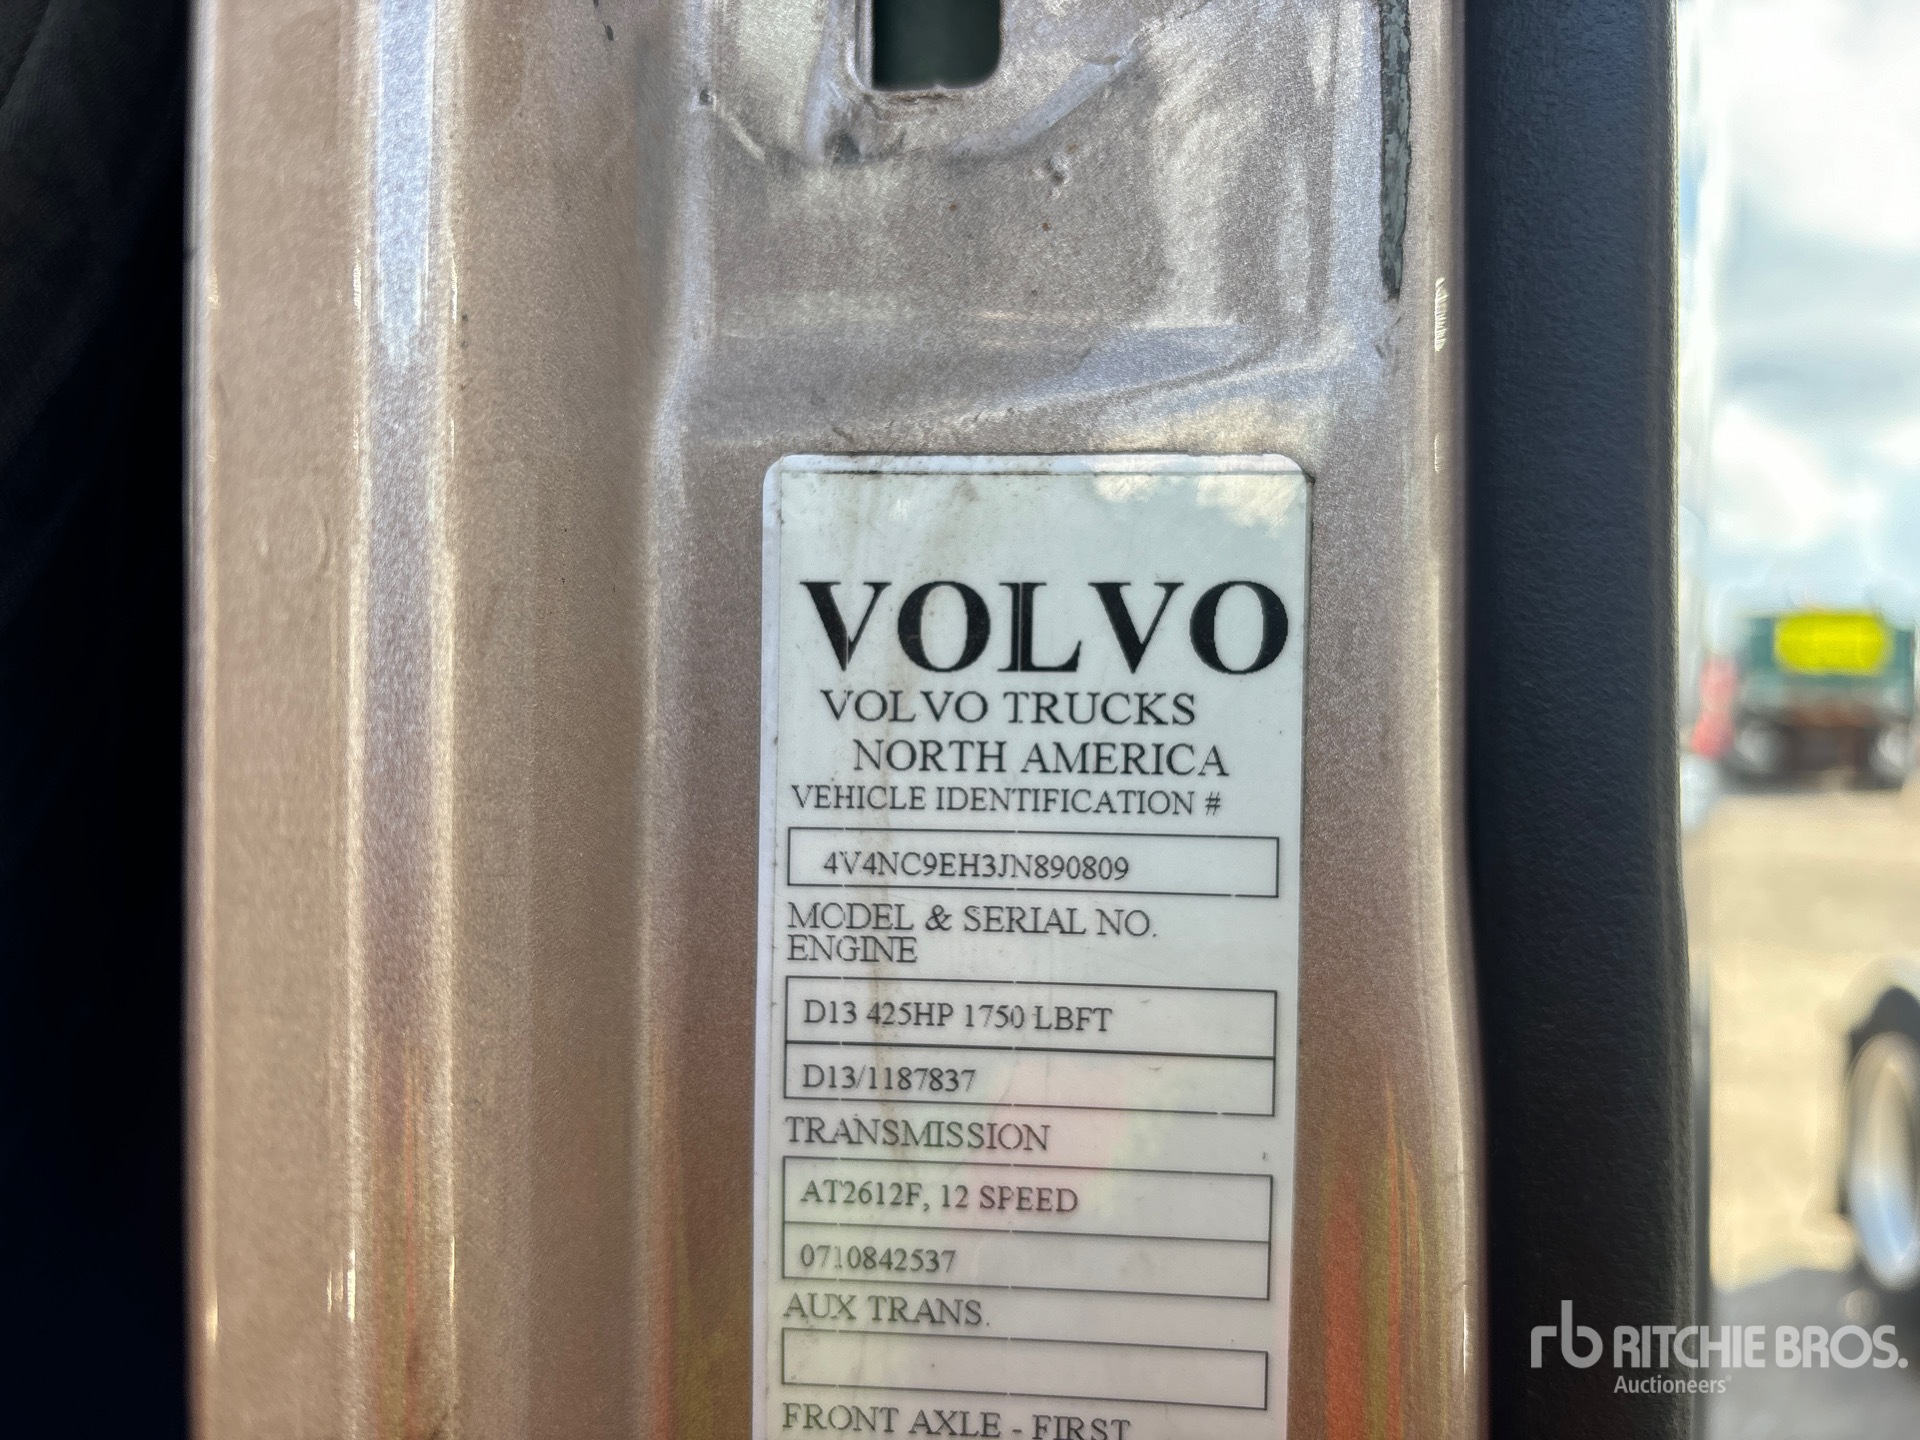 VOLVO
VOLVO TRUCKS
NORTH AMERICA
VEHICLE IDENTIFICATION #
4V4NC9EH3JN890809
MODEL & SERIAL NO.
ENGINE
D13 425HP 1750 LBFT
D13/1187837
TRANSMISSION
AT2612F, 12 SPEED
0710842537
AUX TRANS.
FRONT AXLE - FIRST
rb RITCHIE BROS.
Auctioneers